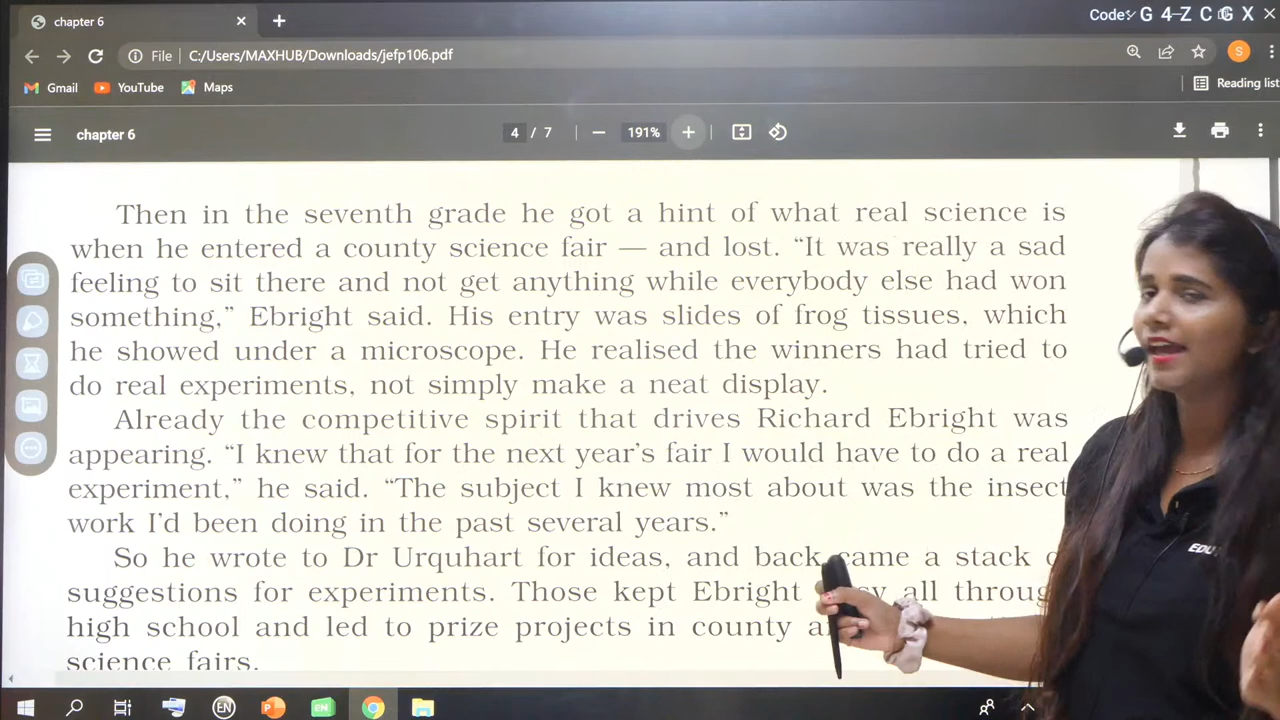 chapter 6
Code: G 4 Z C G X
File C:/Users/MAXHUB/Downloads/jefp106.pdf
S
Gmail YouTube Maps
Reading list
chapter 6
4 / 7
191%
Then in the seventh grade he got a hint of what real science is
when he entered a county science fair — and lost. “It was really a sad
feeling to sit there and not get anything while everybody else had won
something,” Ebright said. His entry was slides of frog tissues, which
he showed under a microscope. He realised the winners had tried to
do real experiments, not simply make a neat display.
Already the competitive spirit that drives Richard Ebright was
appearing. “I knew that for the next year’s fair I would have to do a real
experiment,” he said. “The subject I knew most about was the insect
work I’d been doing in the past several years.”
So he wrote to Dr Urquhart for ideas, and back came a stack
suggestions for experiments. Those kept Ebright all
high school and led to prize projects in county
science fairs.
EDU
EN
EN